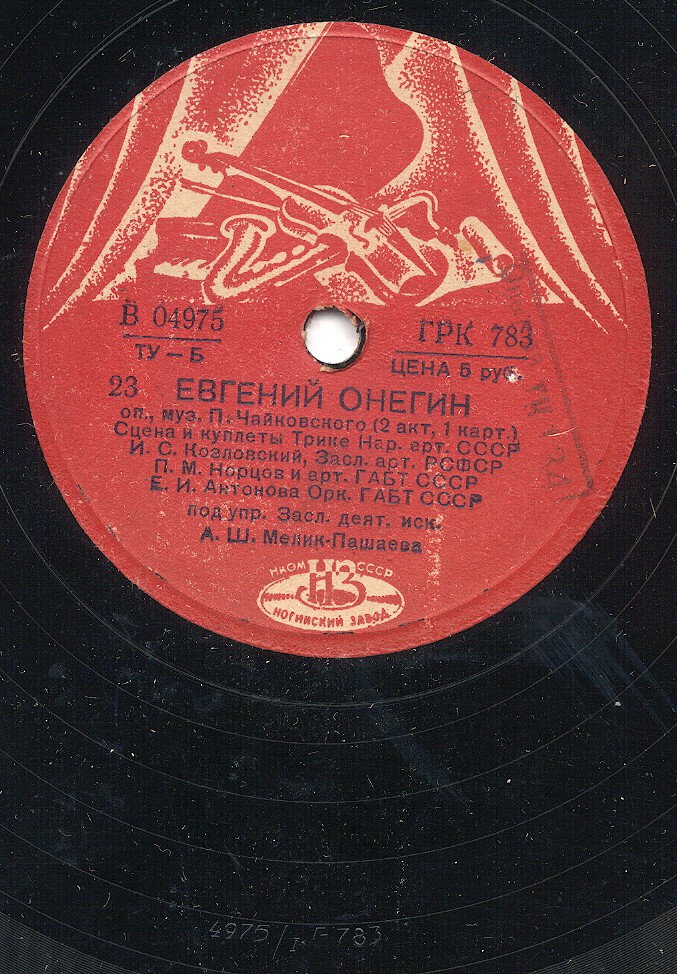 В 04975
ТУ — Б
ГРК 783
ЦЕНА 5 руб.
23 ЕВГЕНИЙ ОНЕГИН
оп., муз. П. Чайковского (2 акт, 1 карт.)
Сцена и куплеты Трике Нар. арт. СССР
И. С. Козловский, Засл. арт. РСФСР
П. М. Норцов и арт. ГАБТ СССР
Е. И. Антонова Орк. ГАБТ СССР
под упр. Засл. деят. иск.
А. Ш. Мелик-Пашаева
НКОМ НЗ СССР
НОГИНСКИЙ ЗАВОД
4975/I Г-783